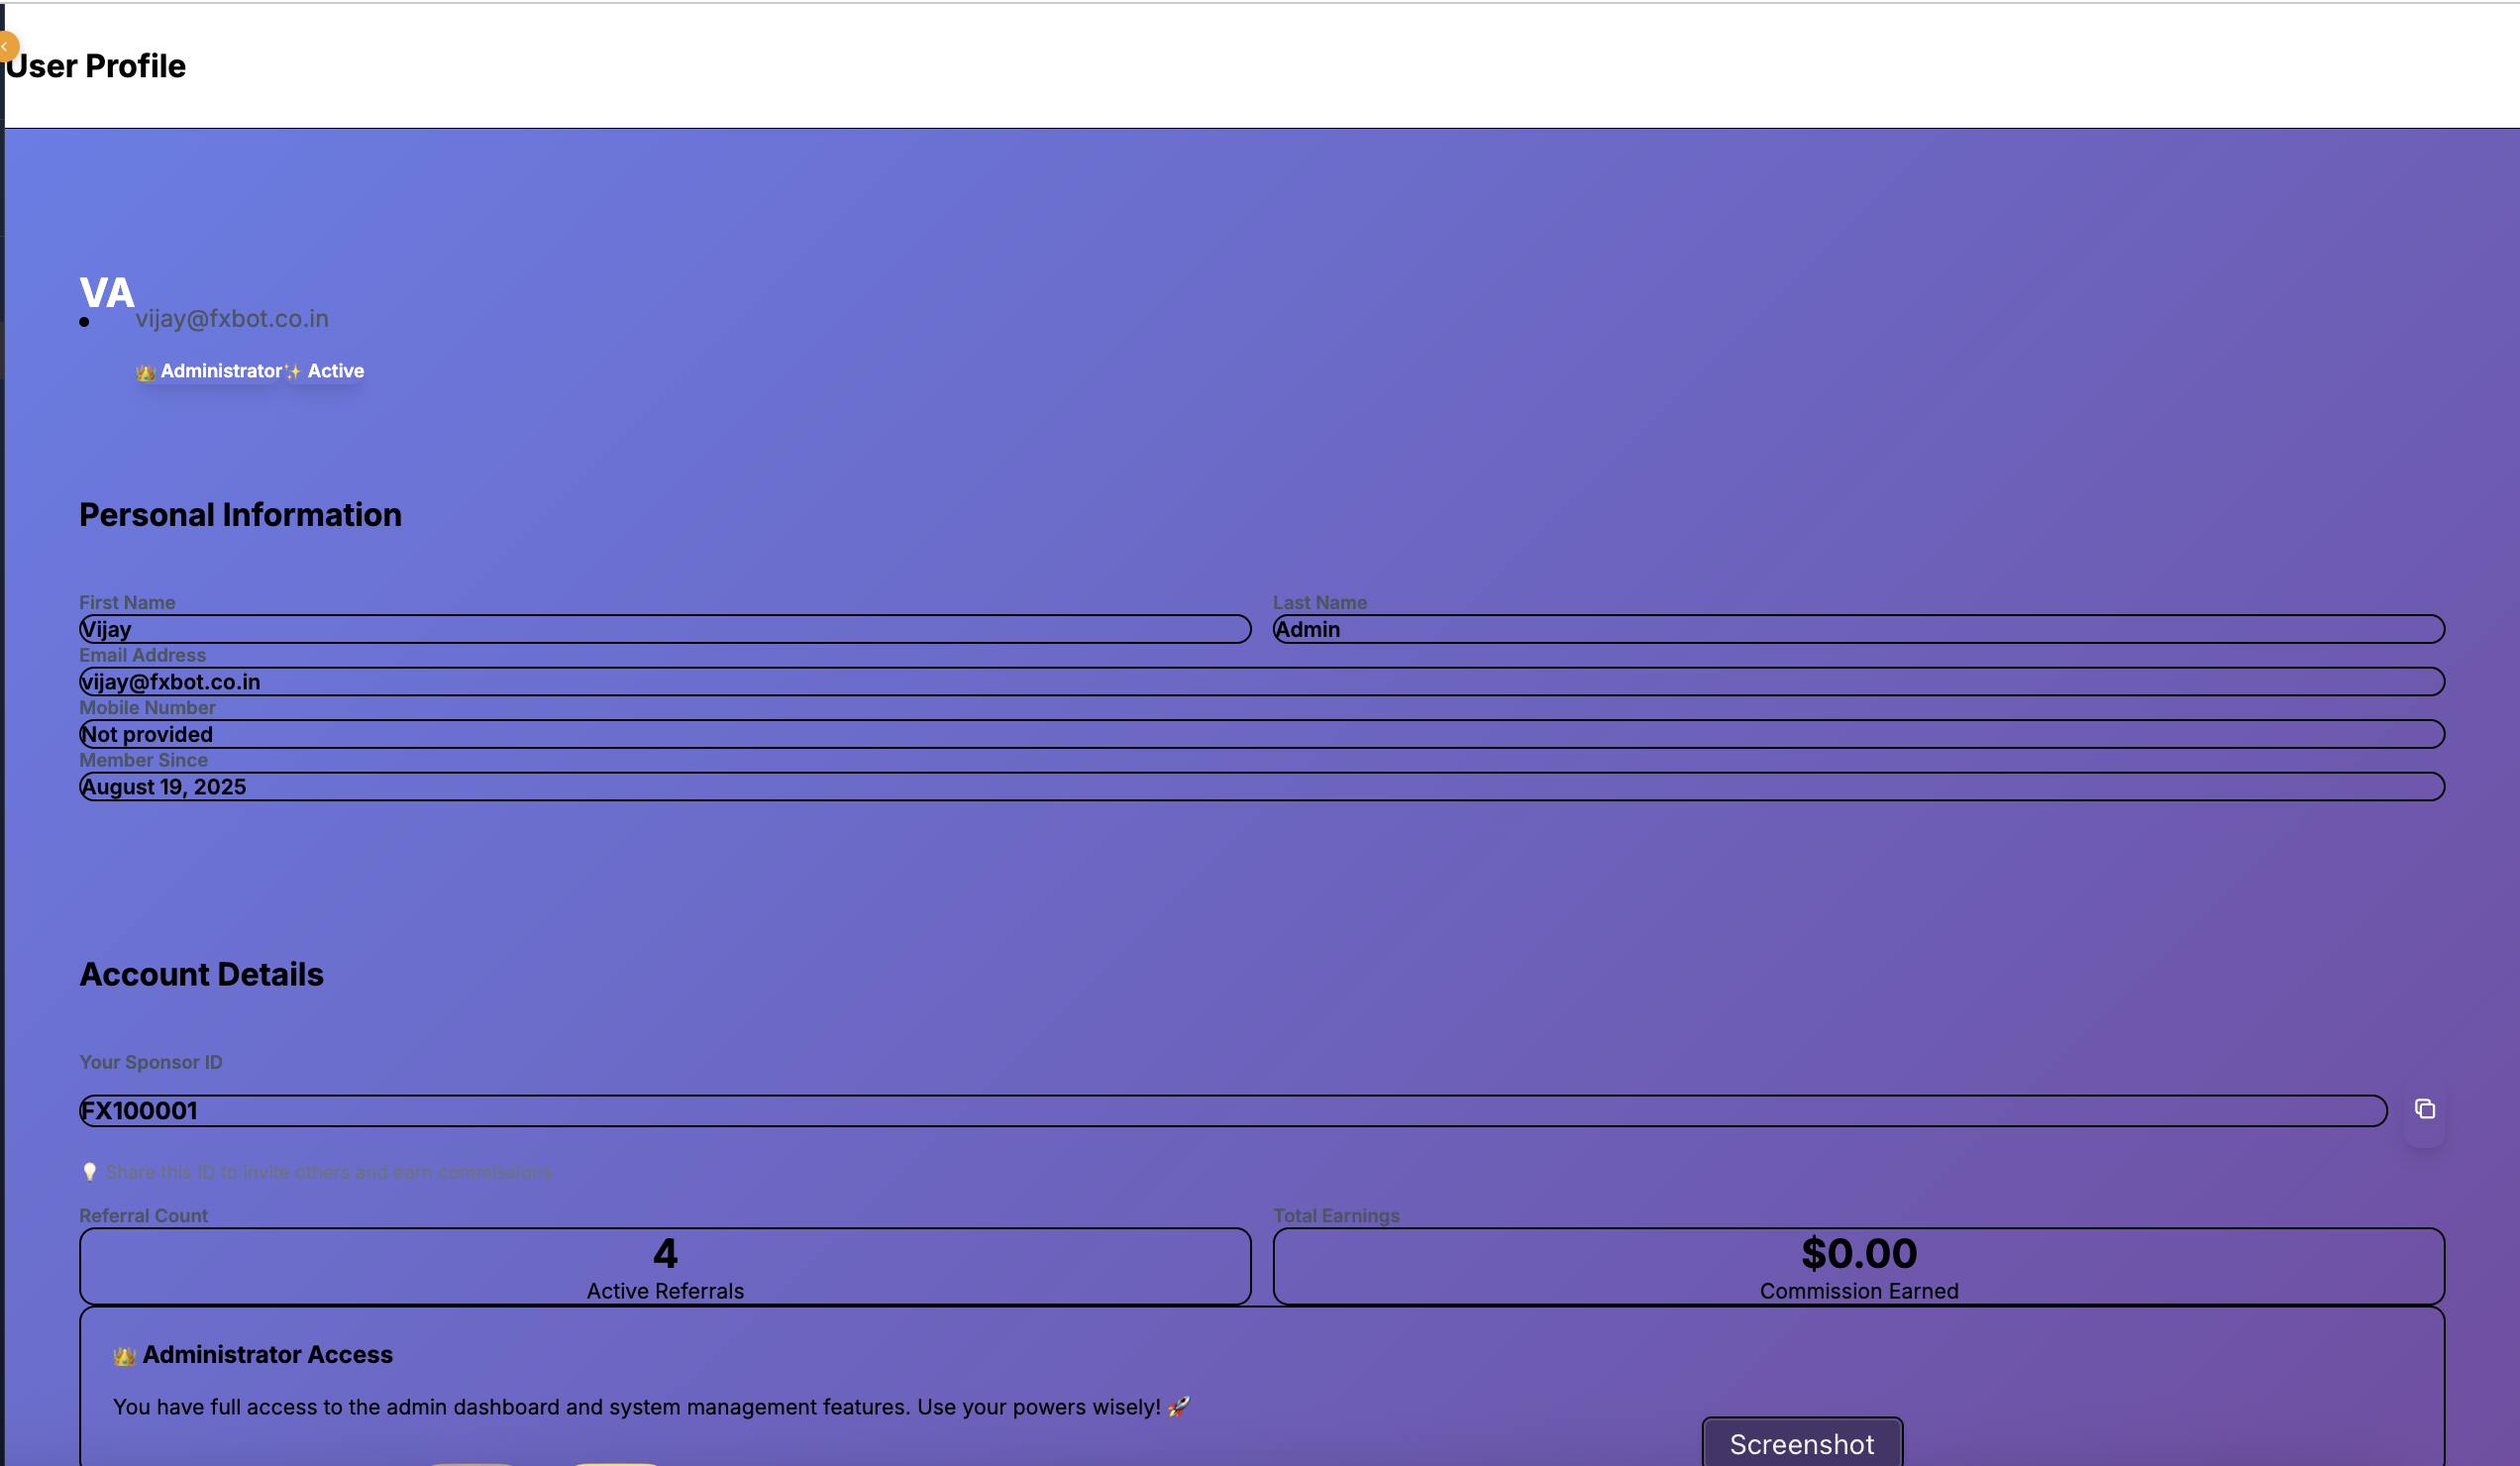 User Profile
VA
vijay@fxbot.co.in
👑 Administrator✨ Active
Personal Information
First Name
Last Name
Vijay
Admin
Email Address
vijay@fxbot.co.in
Mobile Number
Not provided
Member Since
August 19, 2025
Account Details
Your Sponsor ID
FX100001
💡 Share this ID to invite others and earn commissions
Referral Count
Total Earnings
4
$0.00
Active Referrals
Commission Earned
👑 Administrator Access
You have full access to the admin dashboard and system management features. Use your powers wisely! 🚀
Screenshot